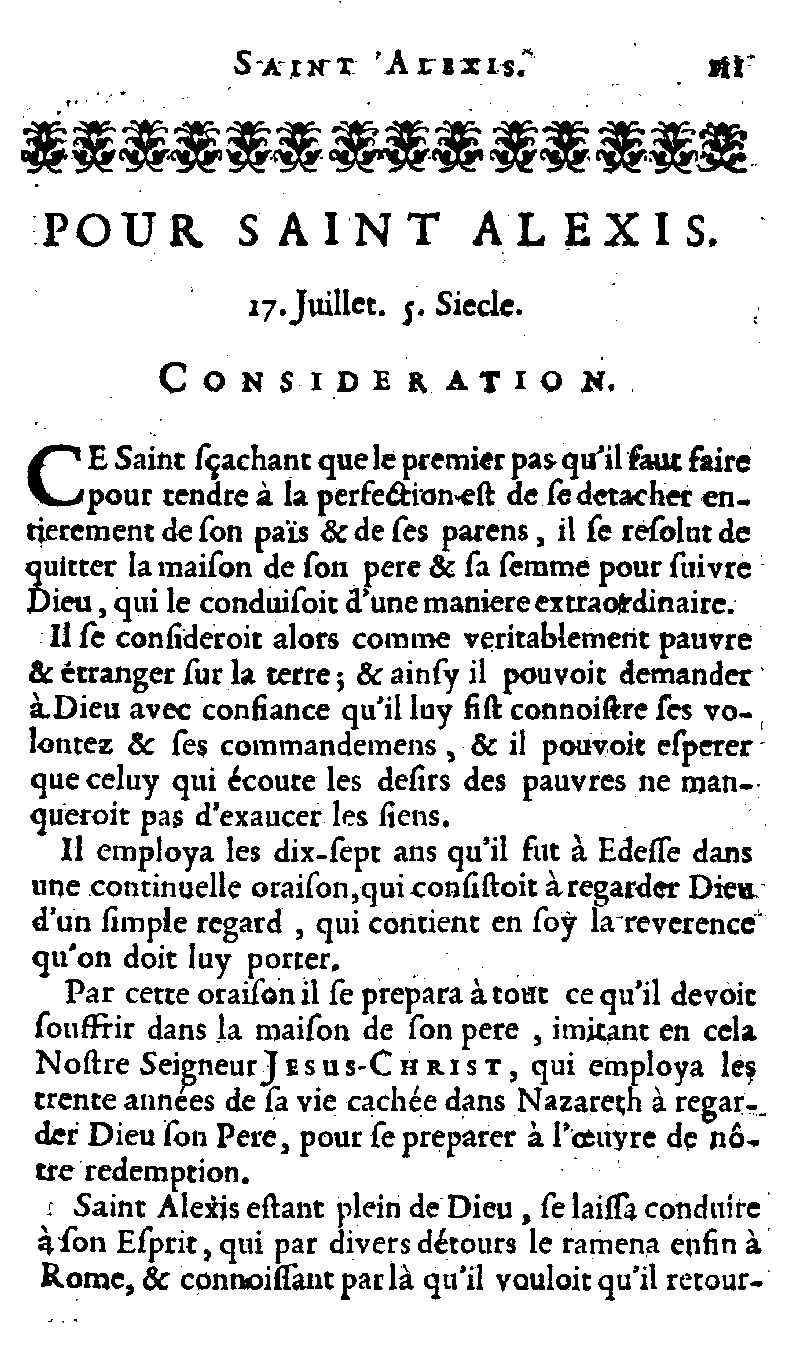 SAINT ALEXIS.
POUR SAINT ALEXIS.
17. Juillet. 5. Siecle.
CONSIDERATION.
CE Saint ſçachant que le premier pas qu'il faut faire
pour tendre à la perfection eſt de ſe detacher en-
tierement de ſon païs & de ſes parens, il ſe reſolut de
quitter la maiſon de ſon pere & ſa femme pour ſuivre
Dieu, qui le conduiſoit d'une maniere extraordinaire.
Il ſe conſideroit alors comme veritablement pauvre
& étranger ſur la terre; & ainſy il pouvoit demander
à Dieu avec confiance qu'il luy fiſt connoiſtre ſes vo-
lontez & ſes commandemens, & il pouvoit eſperer
que celuy qui écoute les deſirs des pauvres ne man-
queroit pas d'exaucer les ſiens.
Il employa les dix-ſept ans qu'il fut à Edeſſe dans
une continuelle oraiſon, qui conſiſtoit à regarder Dieu
d'un ſimple regard, qui contient en ſoy la reverence
qu'on doit luy porter.
Par cette oraiſon il ſe prepara à tout ce qu'il devoit
ſouffrir dans la maiſon de ſon pere, imitant en cela
Noſtre Seigneur JESUS-CHRIST, qui employa les
trente années de ſa vie cachée dans Nazareth à regar-
der Dieu ſon Pere, pour ſe preparer à l'œuvre de nô-
tre redemption.
Saint Alexis eſtant plein de Dieu, ſe laiſſa conduire
à ſon Eſprit, qui par divers détours le ramena enfin à
Rome, & connoiſſant par là qu'il vouloit qu'il retour-